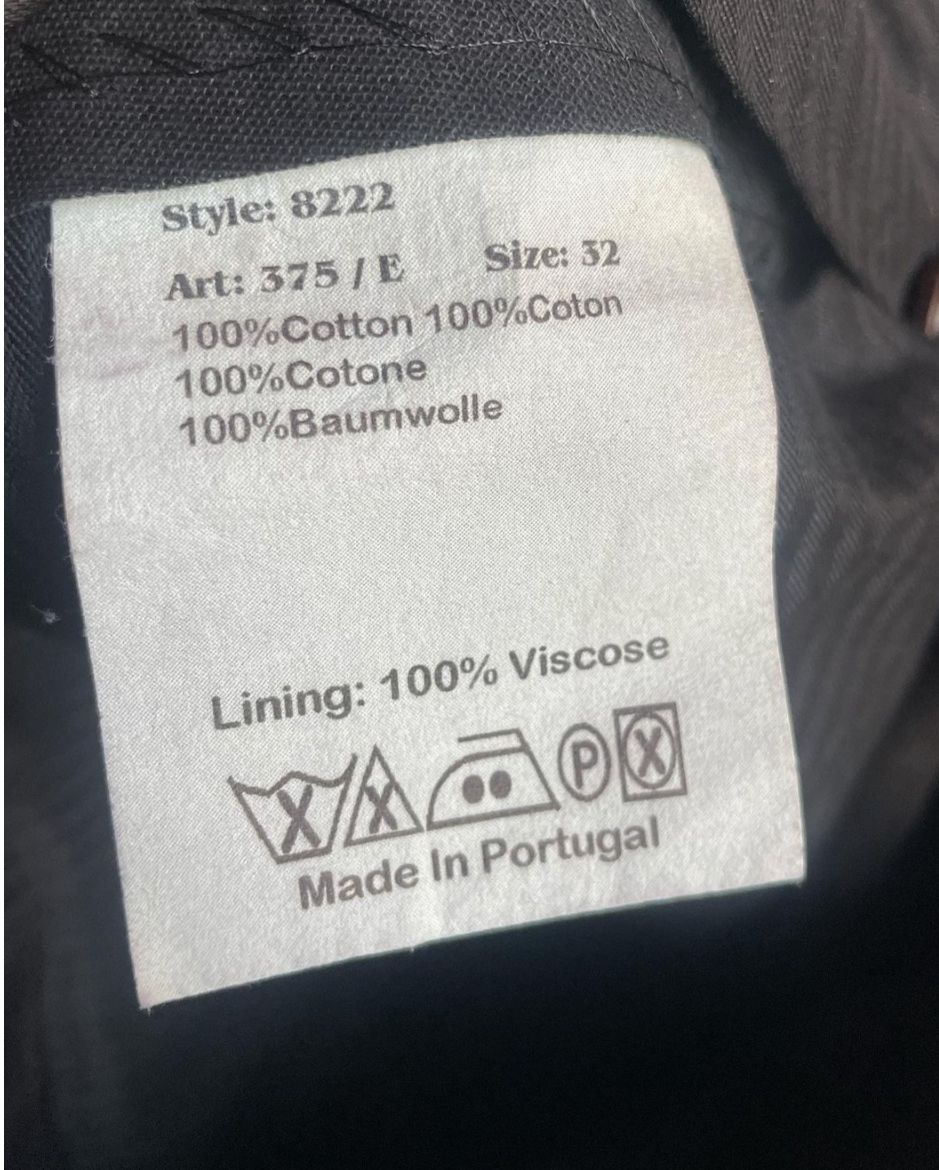 Style: 8222
Art: 375 / E Size: 32
100%Cotton 100%Coton
100%Cotone
100%Baumwolle
Lining: 100% Viscose
P
Made In Portugal